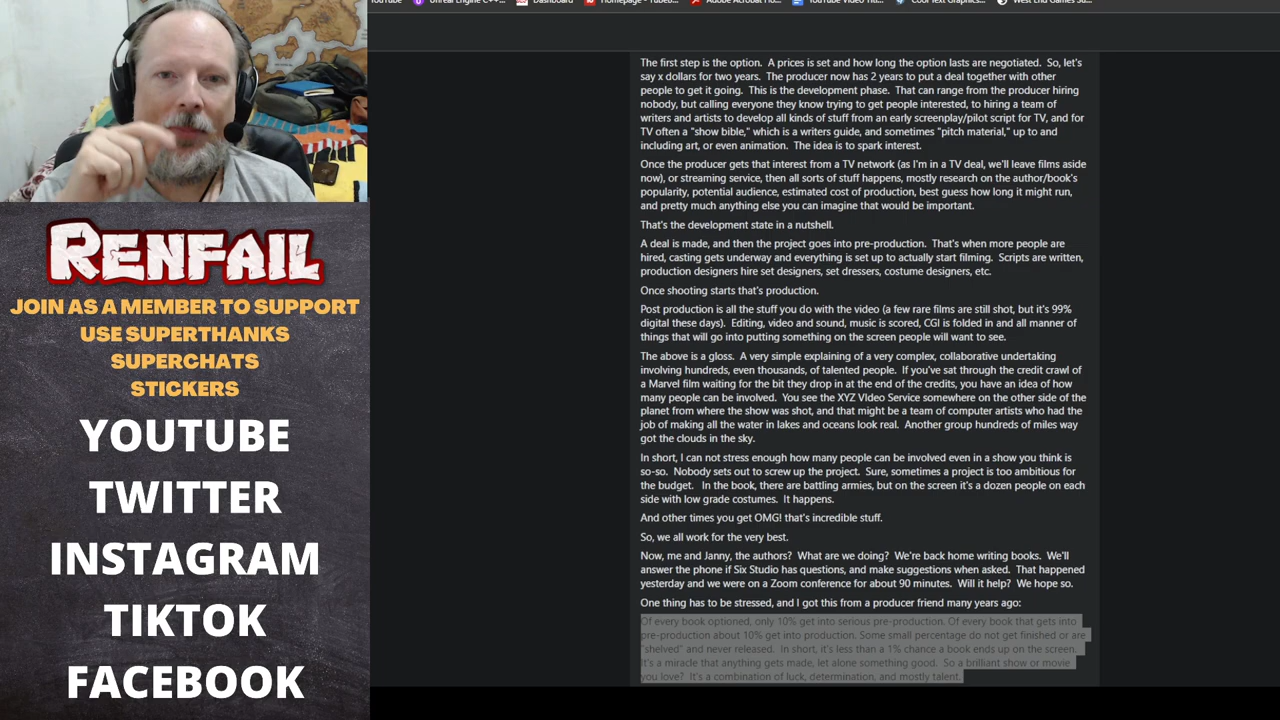 YouTube
Unreal Engine C++...
Dashboard
Homepage - TubeB...
Adobe Acrobat Ho...
YouTube Video Titl...
Cool Text Graphics...
West End Games Su...
The first step is the option. A prices is set and how long the option lasts are negotiated. So, let's
say x dollars for two years. The producer now has 2 years to put a deal together with other
people to get it going. This is the development phase. That can range from the producer hiring
nobody, but calling everyone they know trying to get people interested, to hiring a team of
writers and artists to develop all kinds of stuff from an early screenplay/pilot script for TV, and for
TV often a "show bible," which is a writers guide, and sometimes "pitch material," up to and
including art, or even animation. The idea is to spark interest.
Once the producer gets that interest from a TV network (as I'm in a TV deal, we'll leave films aside
now), or streaming service, then all sorts of stuff happens, mostly research on the author/book's
popularity, potential audience, estimated cost of production, best guess how long it might run,
and pretty much anything else you can imagine that would be important.
That's the development state in a nutshell.
A deal is made, and then the project goes into pre-production. That's when more people are
hired, casting gets underway and everything is set up to actually start filming. Scripts are written,
production designers hire set designers, set dressers, costume designers, etc.
Once shooting starts that's production.
Post production is all the stuff you do with the video (a few rare films are still shot, but it's 99%
digital these days). Editing, video and sound, music is scored, CGI is folded in and all manner of
things that will go into putting something on the screen people will want to see.
The above is a gloss. A very simple explaining of a very complex, collaborative undertaking
involving hundreds, even thousands, of talented people. If you've sat through the credit crawl of
a Marvel film waiting for the bit they drop in at the end of the credits, you have an idea of how
many people can be involved. You see the XYZ VIdeo Service somewhere on the other side of the
planet from where the show was shot, and that might be a team of computer artists who had the
job of making all the water in lakes and oceans look real. Another group hundreds of miles way
got the clouds in the sky.
In short, I can not stress enough how many people can be involved even in a show you think is
so-so. Nobody sets out to screw up the project. Sure, sometimes a project is too ambitious for
the budget. In the book, there are battling armies, but on the screen it's a dozen people on each
side with low grade costumes. It happens.
And other times you get OMG! that's incredible stuff.
So, we all work for the very best.
Now, me and Janny, the authors? What are we doing? We're back home writing books. We'll
answer the phone if Six Studio has questions, and make suggestions when asked. That happened
yesterday and we were on a Zoom conference for about 90 minutes. Will it help? We hope so.
One thing has to be stressed, and I got this from a producer friend many years ago:
Of every book optioned, only 10% get into serious pre-production. Of every book that gets into
pre-production about 10% get into production. Some small percentage do not get finished or are
"shelved" and never released. In short, it's less than a 1% chance a book ends up on the screen.
It's a miracle that anything gets made, let alone something good. So a brilliant show or movie
you love? It's a combination of luck, determination, and mostly talent.
RENFAIL
JOIN AS A MEMBER TO SUPPORT
USE SUPERTHANKS
SUPERCHATS
STICKERS
YOUTUBE
TWITTER
INSTAGRAM
TIKTOK
FACEBOOK